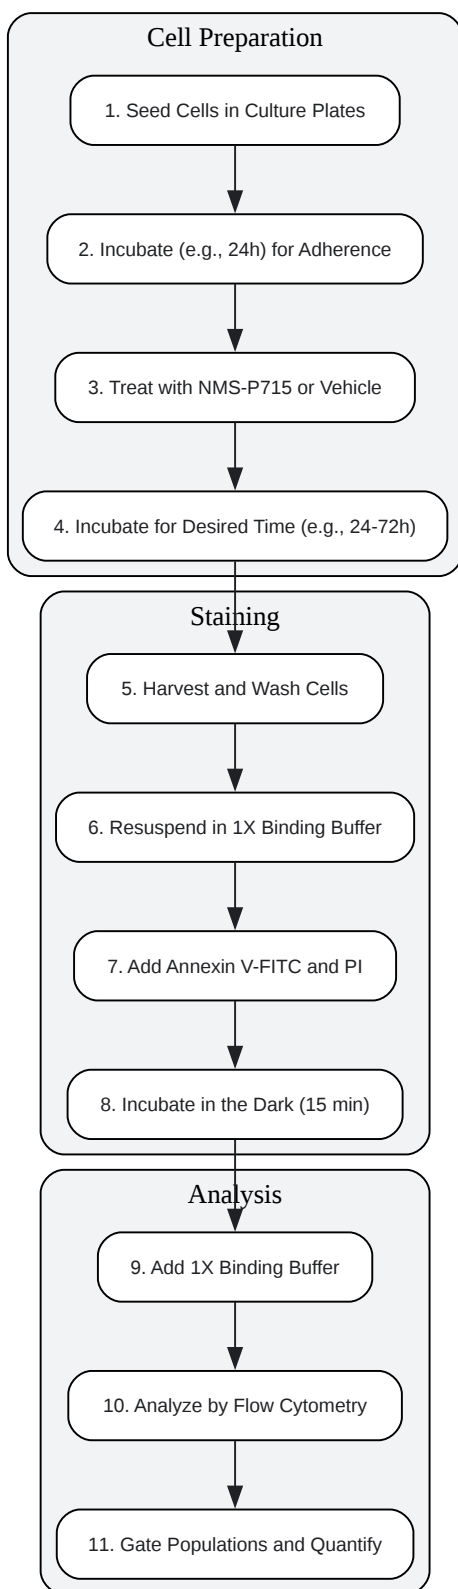 Cell Preparation
1. Seed Cells in Culture Plates
2. Incubate (e.g., 24h) for Adherence
3. Treat with NMS-P715 or Vehicle
4. Incubate for Desired Time (e.g., 24-72h)
Staining
5. Harvest and Wash Cells
6. Resuspend in 1X Binding Buffer
7. Add Annexin V-FITC and PI
8. Incubate in the Dark (15 min)
Analysis
9. Add 1X Binding Buffer
10. Analyze by Flow Cytometry
11. Gate Populations and Quantify